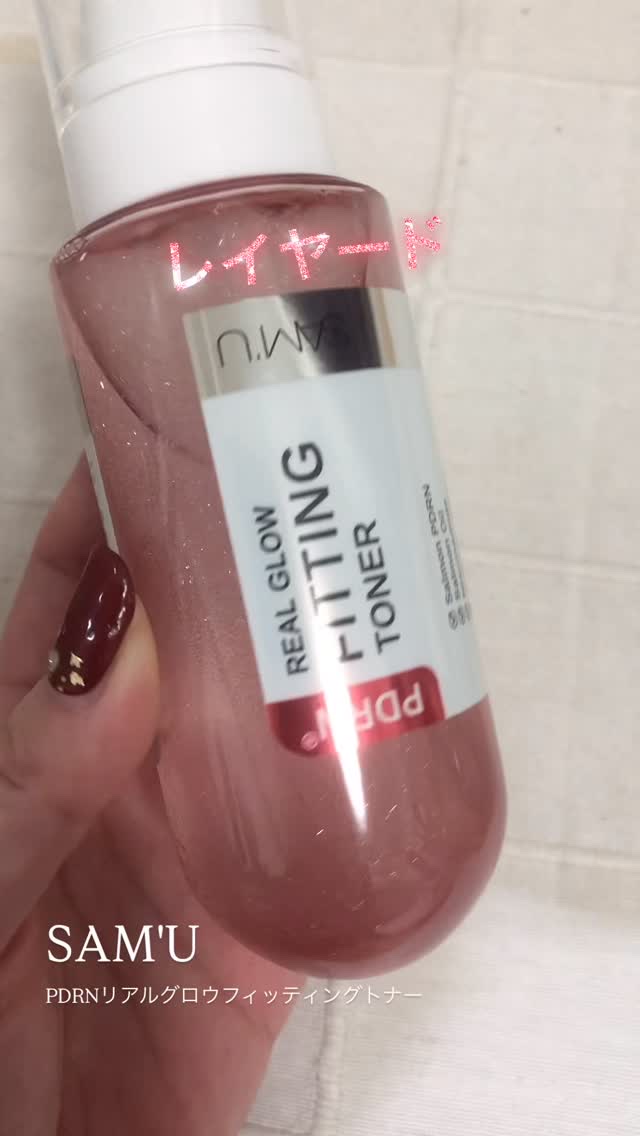 レイヤード
SAM'U
REAL GLOW
FITTING
TONER
PDRN
Salmon PDRN
SAM'U
PDRNリアルグロウフィッティングトナー